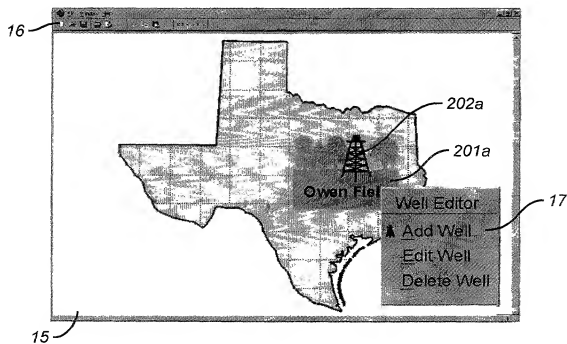 16
202a
201a
Owen Fiel
Well Editor
17
Add Well
Edit Well
Delete Well
15